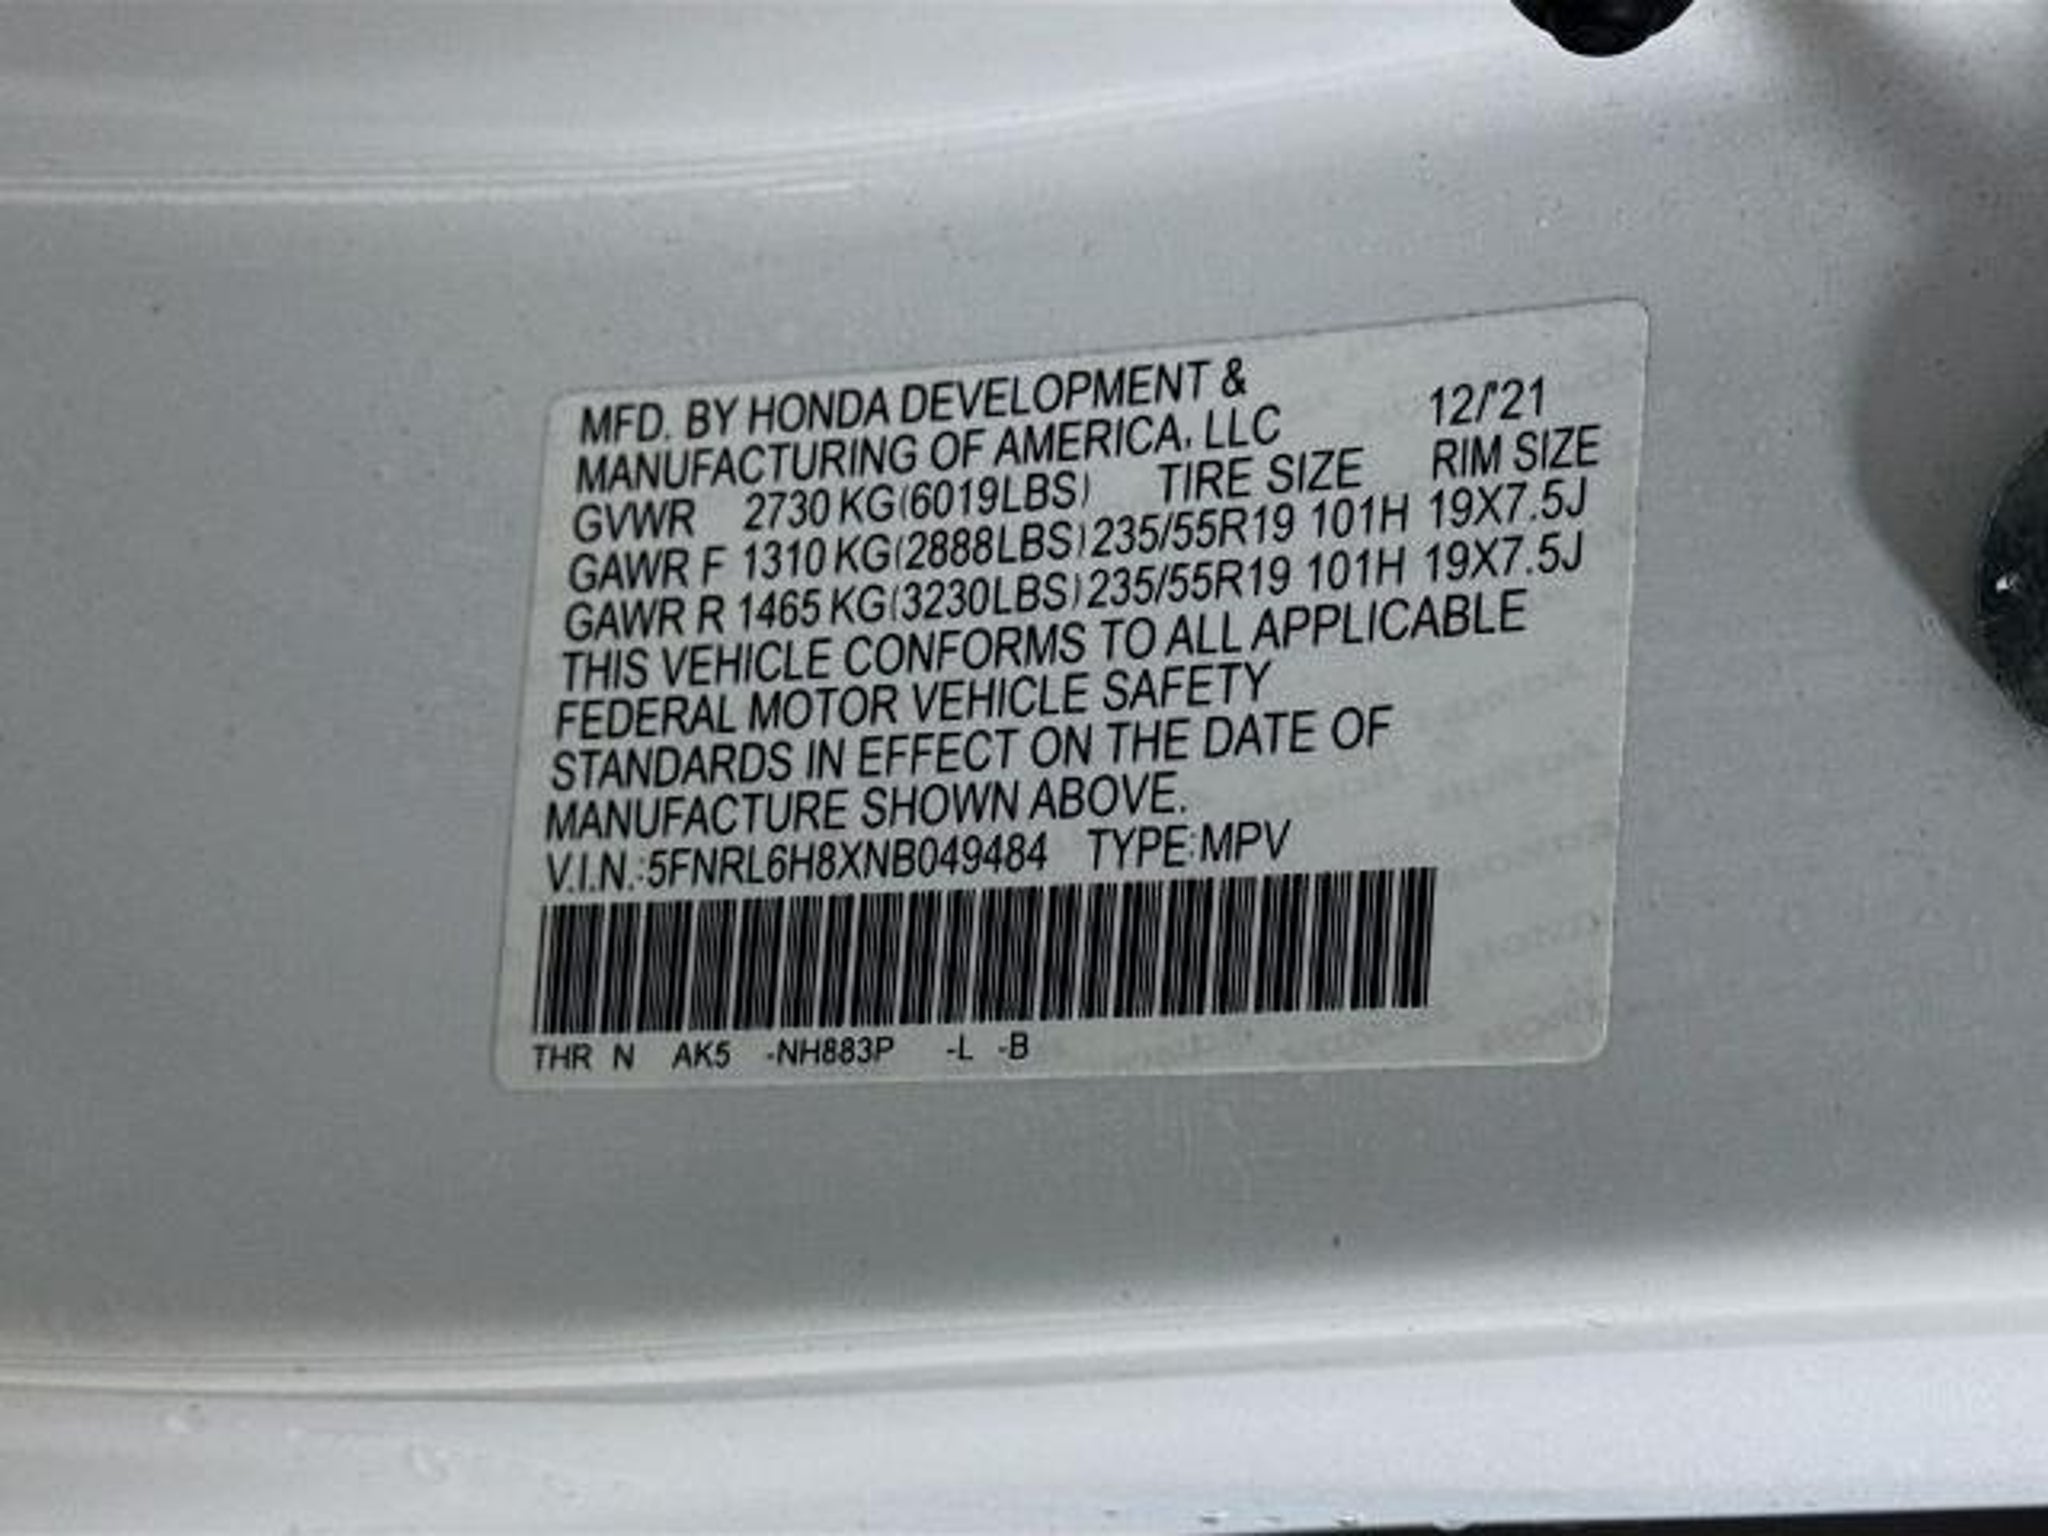 MFD. BY HONDA DEVELOPMENT &
MANUFACTURING OF AMERICA, LLC 12/'21
GVWR 2730 KG(6019LBS) TIRE SIZE RIM SIZE
GAWR F 1310 KG(2888LBS) 235/55R19 101H 19X7.5J
GAWR R 1465 KG(3230LBS) 235/55R19 101H 19X7.5J
THIS VEHICLE CONFORMS TO ALL APPLICABLE
FEDERAL MOTOR VEHICLE SAFETY
STANDARDS IN EFFECT ON THE DATE OF
MANUFACTURE SHOWN ABOVE.
V.I.N.:5FNRL6H8XNB049484 TYPE:MPV
THR N AK5 -NH883P -L -B